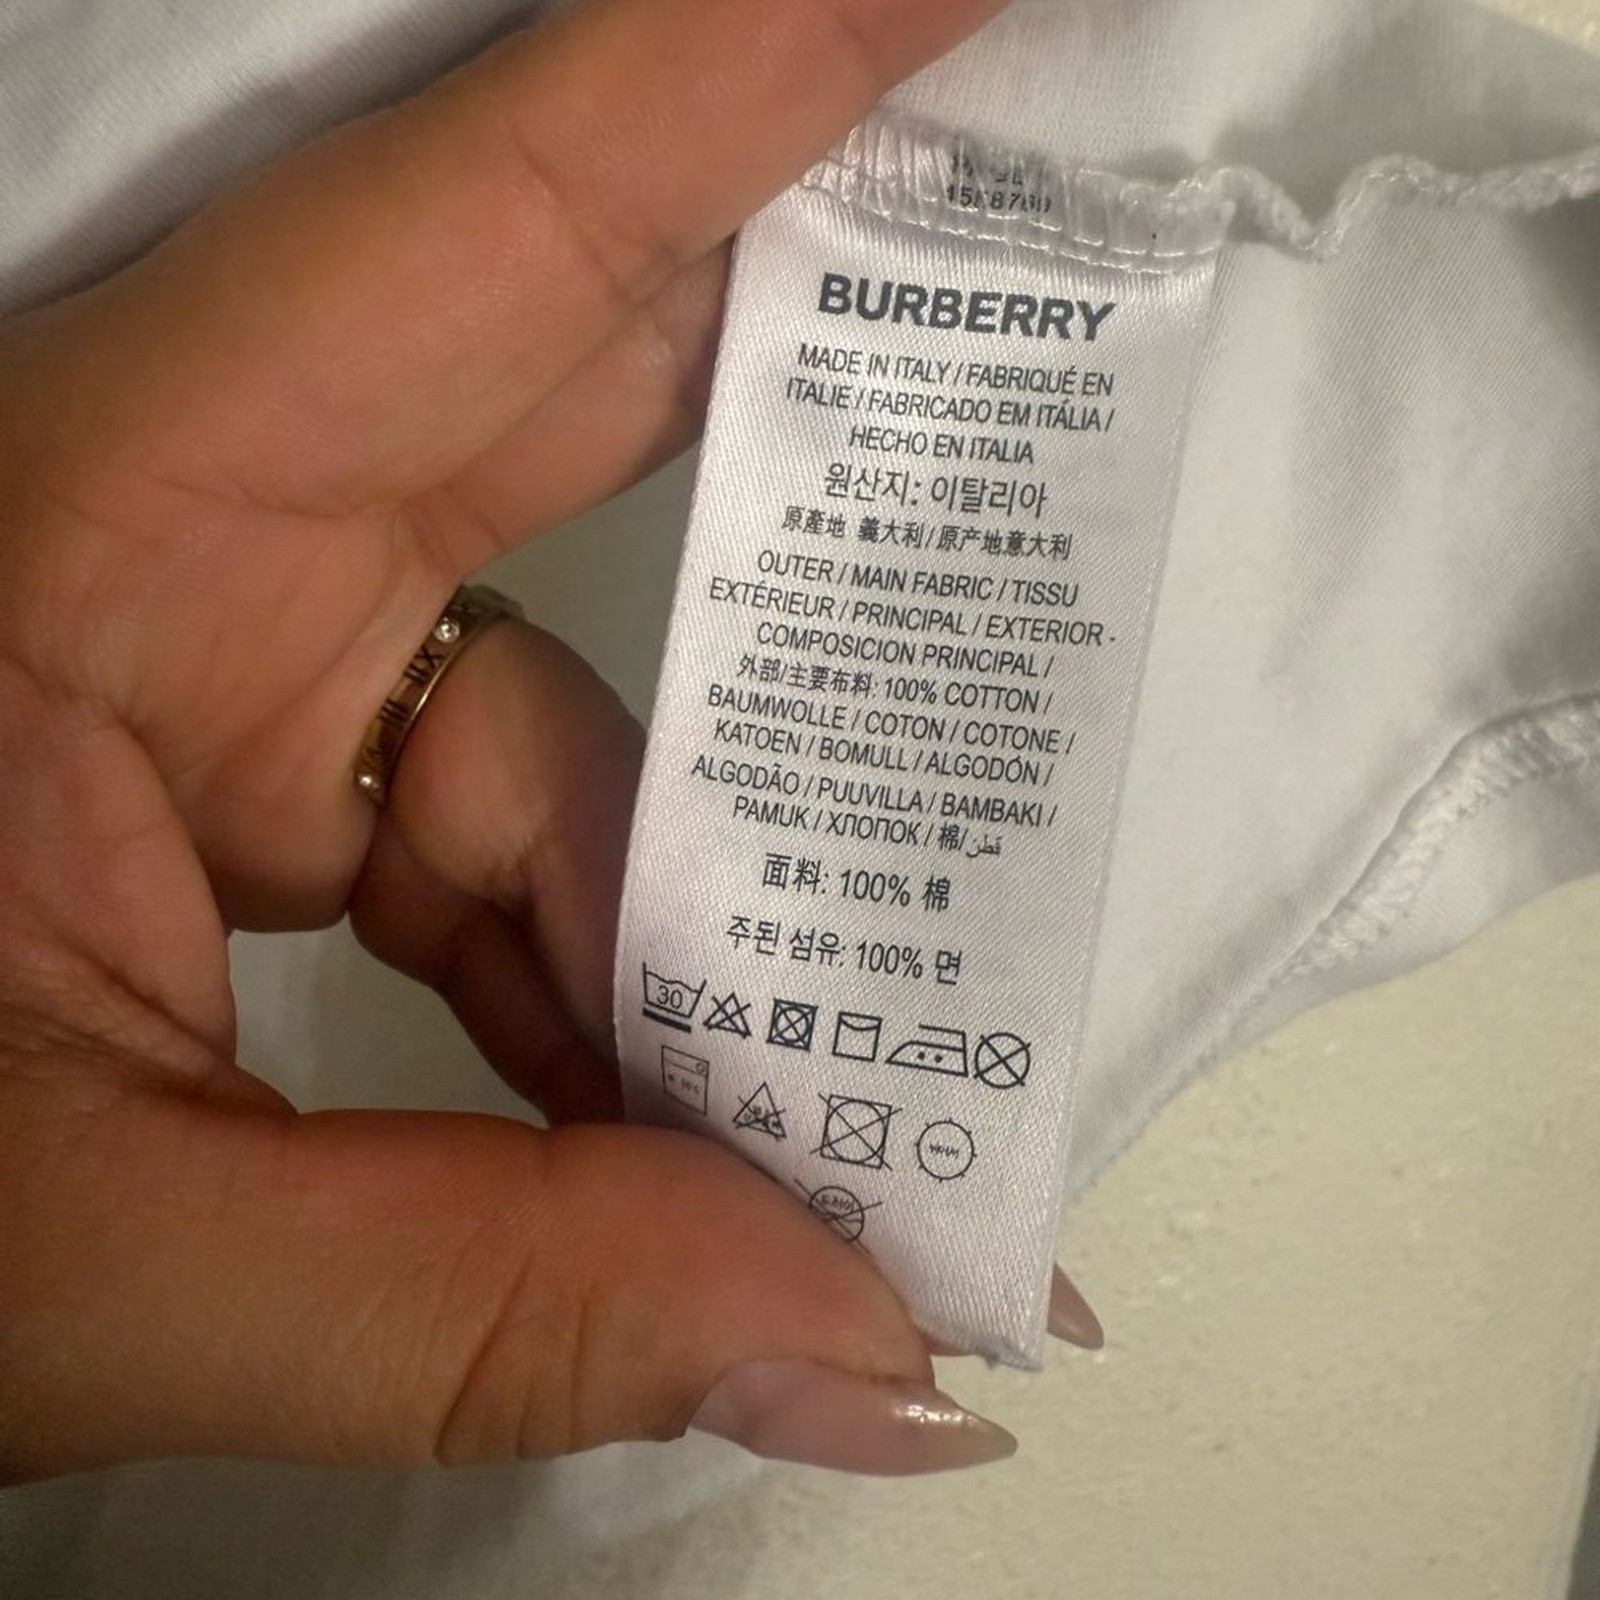 BURBERRY
MADE IN ITALY / FABRIQUÉ EN
ITALIE / FABRICADO EM ITÁLIA /
HECHO EN ITALIA
원산지: 이탈리아
原產地 義大利/原产地意大利
OUTER / MAIN FABRIC / TISSU
EXTÉRIEUR / PRINCIPAL / EXTERIOR -
COMPOSICION PRINCIPAL /
外部/主要布料: 100% COTTON /
BAUMWOLLE / COTON / COTONE /
KATOEN / BOMULL / ALGODÓN /
ALGODÃO / PUUVILLA / BAMBAKI /
PAMUK / ХЛОПОК / 棉/قطن
面料: 100% 棉
주된 섬유: 100% 면
30